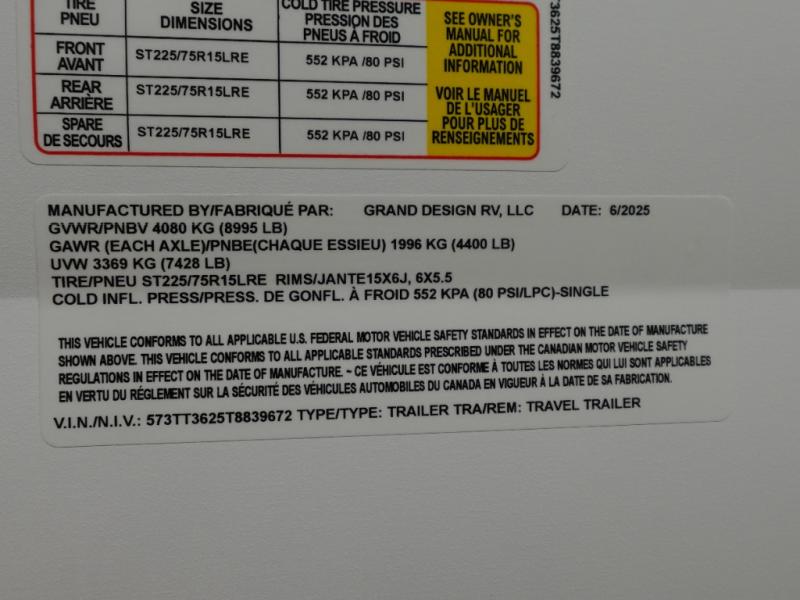 TIRE SIZE COLD TIRE PRESSURE
PNEU DIMENSIONS PRESSION DES
PNEUS À FROID
FRONT
AVANT ST225/75R15LRE 552 KPA /80 PSI
REAR
ARRIÈRE ST225/75R15LRE 552 KPA /80 PSI
SPARE
DE SECOURS ST225/75R15LRE 552 KPA /80 PSI
SEE OWNER'S
MANUAL FOR
ADDITIONAL
INFORMATION
VOIR LE MANUEL
DE L'USAGER
POUR PLUS DE
RENSEIGNEMENTS
T3625T8839672
MANUFACTURED BY/FABRIQUÉ PAR: GRAND DESIGN RV, LLC DATE: 6/2025
GVWR/PNBV 4080 KG (8995 LB)
GAWR (EACH AXLE)/PNBE(CHAQUE ESSIEU) 1996 KG (4400 LB)
UVW 3369 KG (7428 LB)
TIRE/PNEU ST225/75R15LRE RIMS/JANTE15X6J, 6X5.5
COLD INFL. PRESS/PRESS. DE GONFL. À FROID 552 KPA (80 PSI/LPC)-SINGLE
THIS VEHICLE CONFORMS TO ALL APPLICABLE U.S. FEDERAL MOTOR VEHICLE SAFETY STANDARDS IN EFFECT ON THE DATE OF MANUFACTURE
SHOWN ABOVE. THIS VEHICLE CONFORMS TO ALL APPLICABLE STANDARDS PRESCRIBED UNDER THE CANADIAN MOTOR VEHICLE SAFETY
REGULATIONS IN EFFECT ON THE DATE OF MANUFACTURE. ~ CE VÉHICULE EST CONFORME À TOUTES LES NORMES QUI LUI SONT APPLICABLES
EN VERTU DU RÉGLEMENT SUR LA SÉCURITÉ DES VÉHICULES AUTOMOBILES DU CANADA EN VIGUEUR À LA DATE DE SA FABRICATION.
V.I.N./N.I.V.: 573TT3625T8839672 TYPE/TYPE: TRAILER TRA/REM: TRAVEL TRAILER